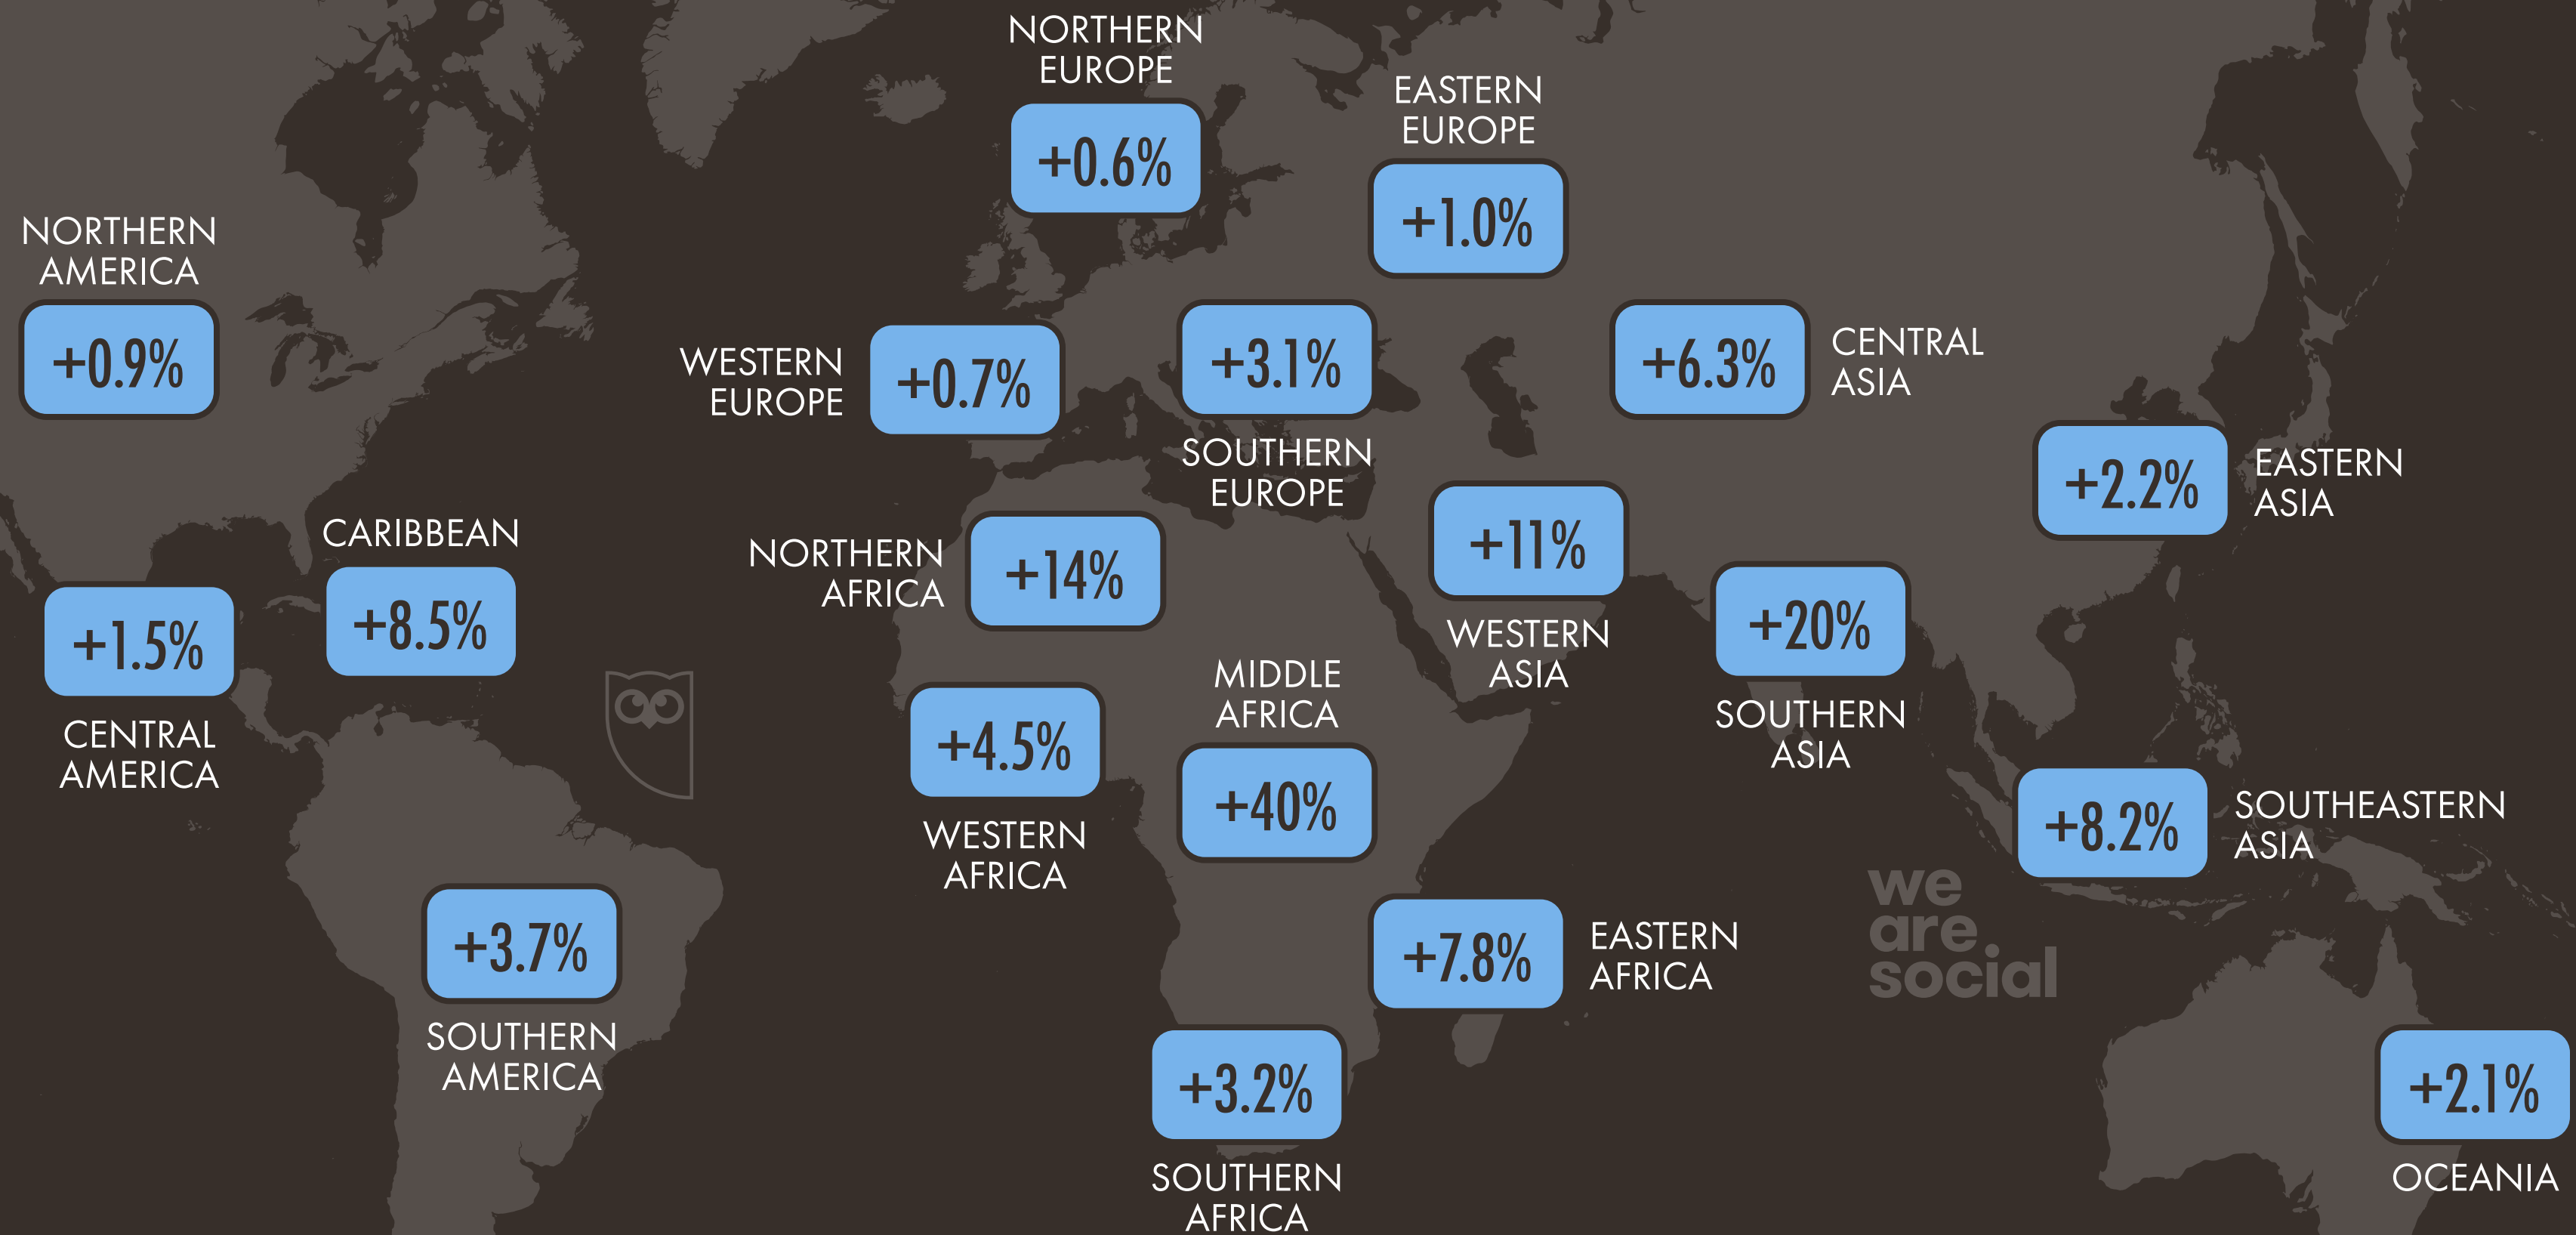 NORTHERN
EUROPE
+0.6%
EASTERN
EUROPE
+1.0%
NORTHERN
AMERICA
+0.9%
WESTERN
EUROPE
+0.7%
+3.1%
SOUTHERN
EUROPE
+6.3%
CENTRAL
ASIA
+2.2%
EASTERN
ASIA
CARIBBEAN
+8.5%
NORTHERN
AFRICA
+14%
+11%
WESTERN
ASIA
+20%
SOUTHERN
ASIA
+1.5%
CENTRAL
AMERICA
+4.5%
WESTERN
AFRICA
MIDDLE
AFRICA
+40%
+8.2%
SOUTHEASTERN
ASIA
+3.7%
SOUTHERN
AMERICA
+7.8%
EASTERN
AFRICA
we
are
social
+3.2%
SOUTHERN
AFRICA
+2.1%
OCEANIA